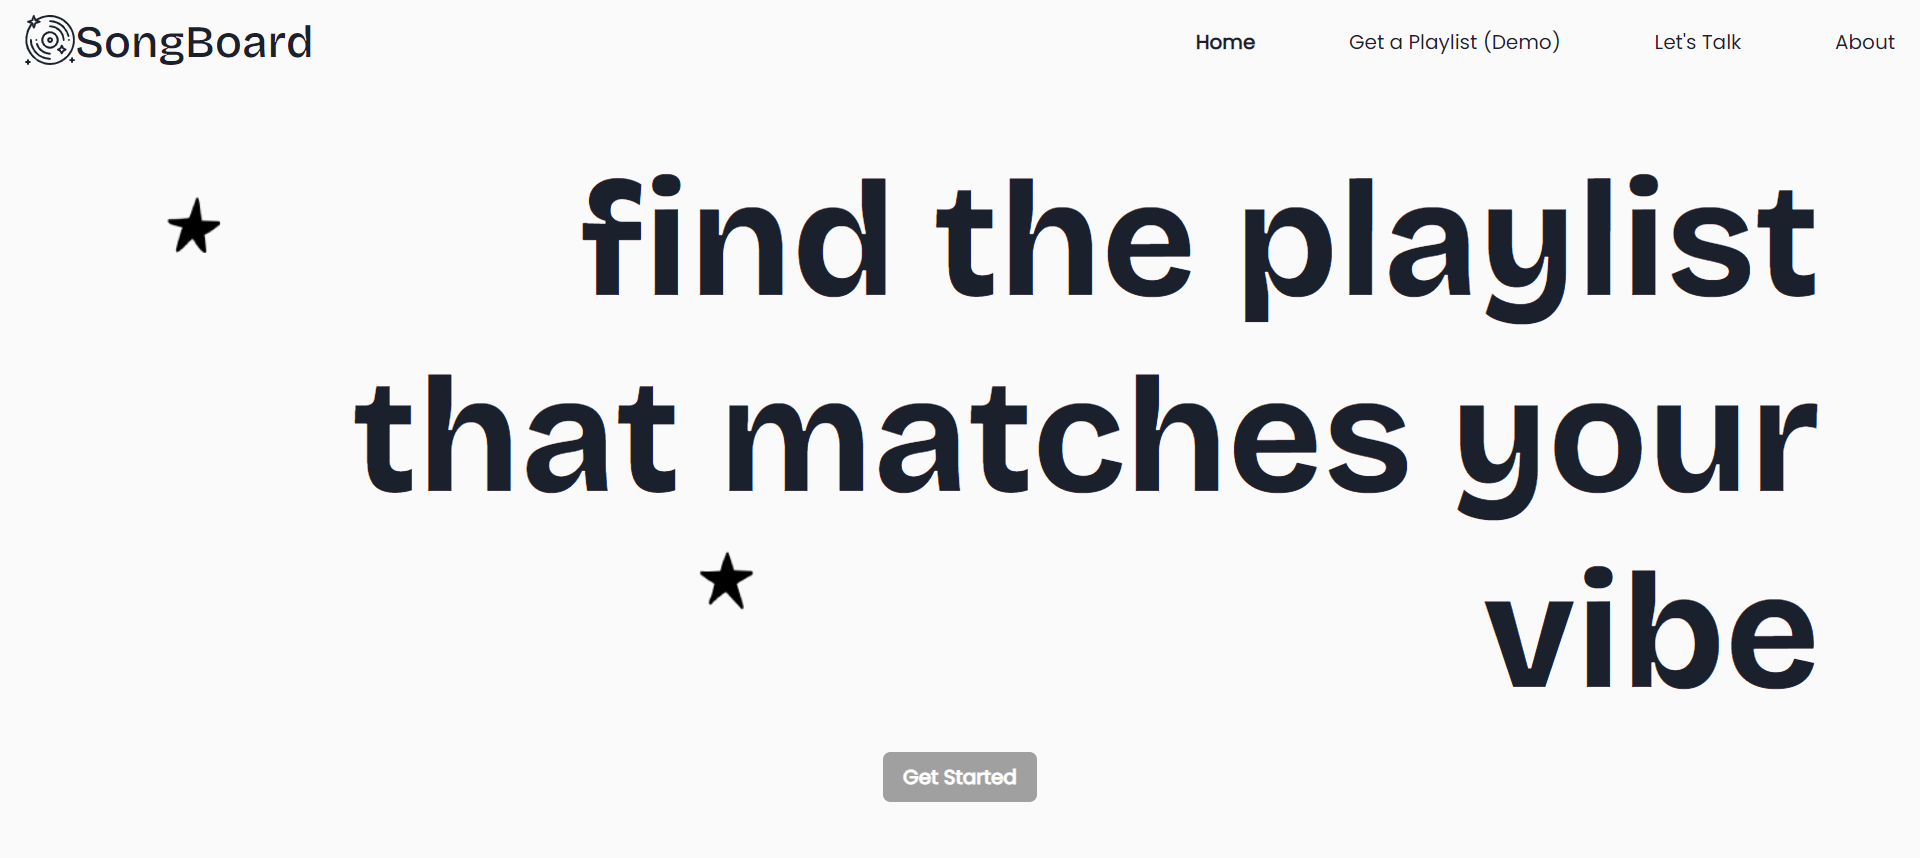 SongBoard
Home
Get a Playlist (Demo)
Let's Talk
About
find the playlist
that matches your
vibe
Get Started